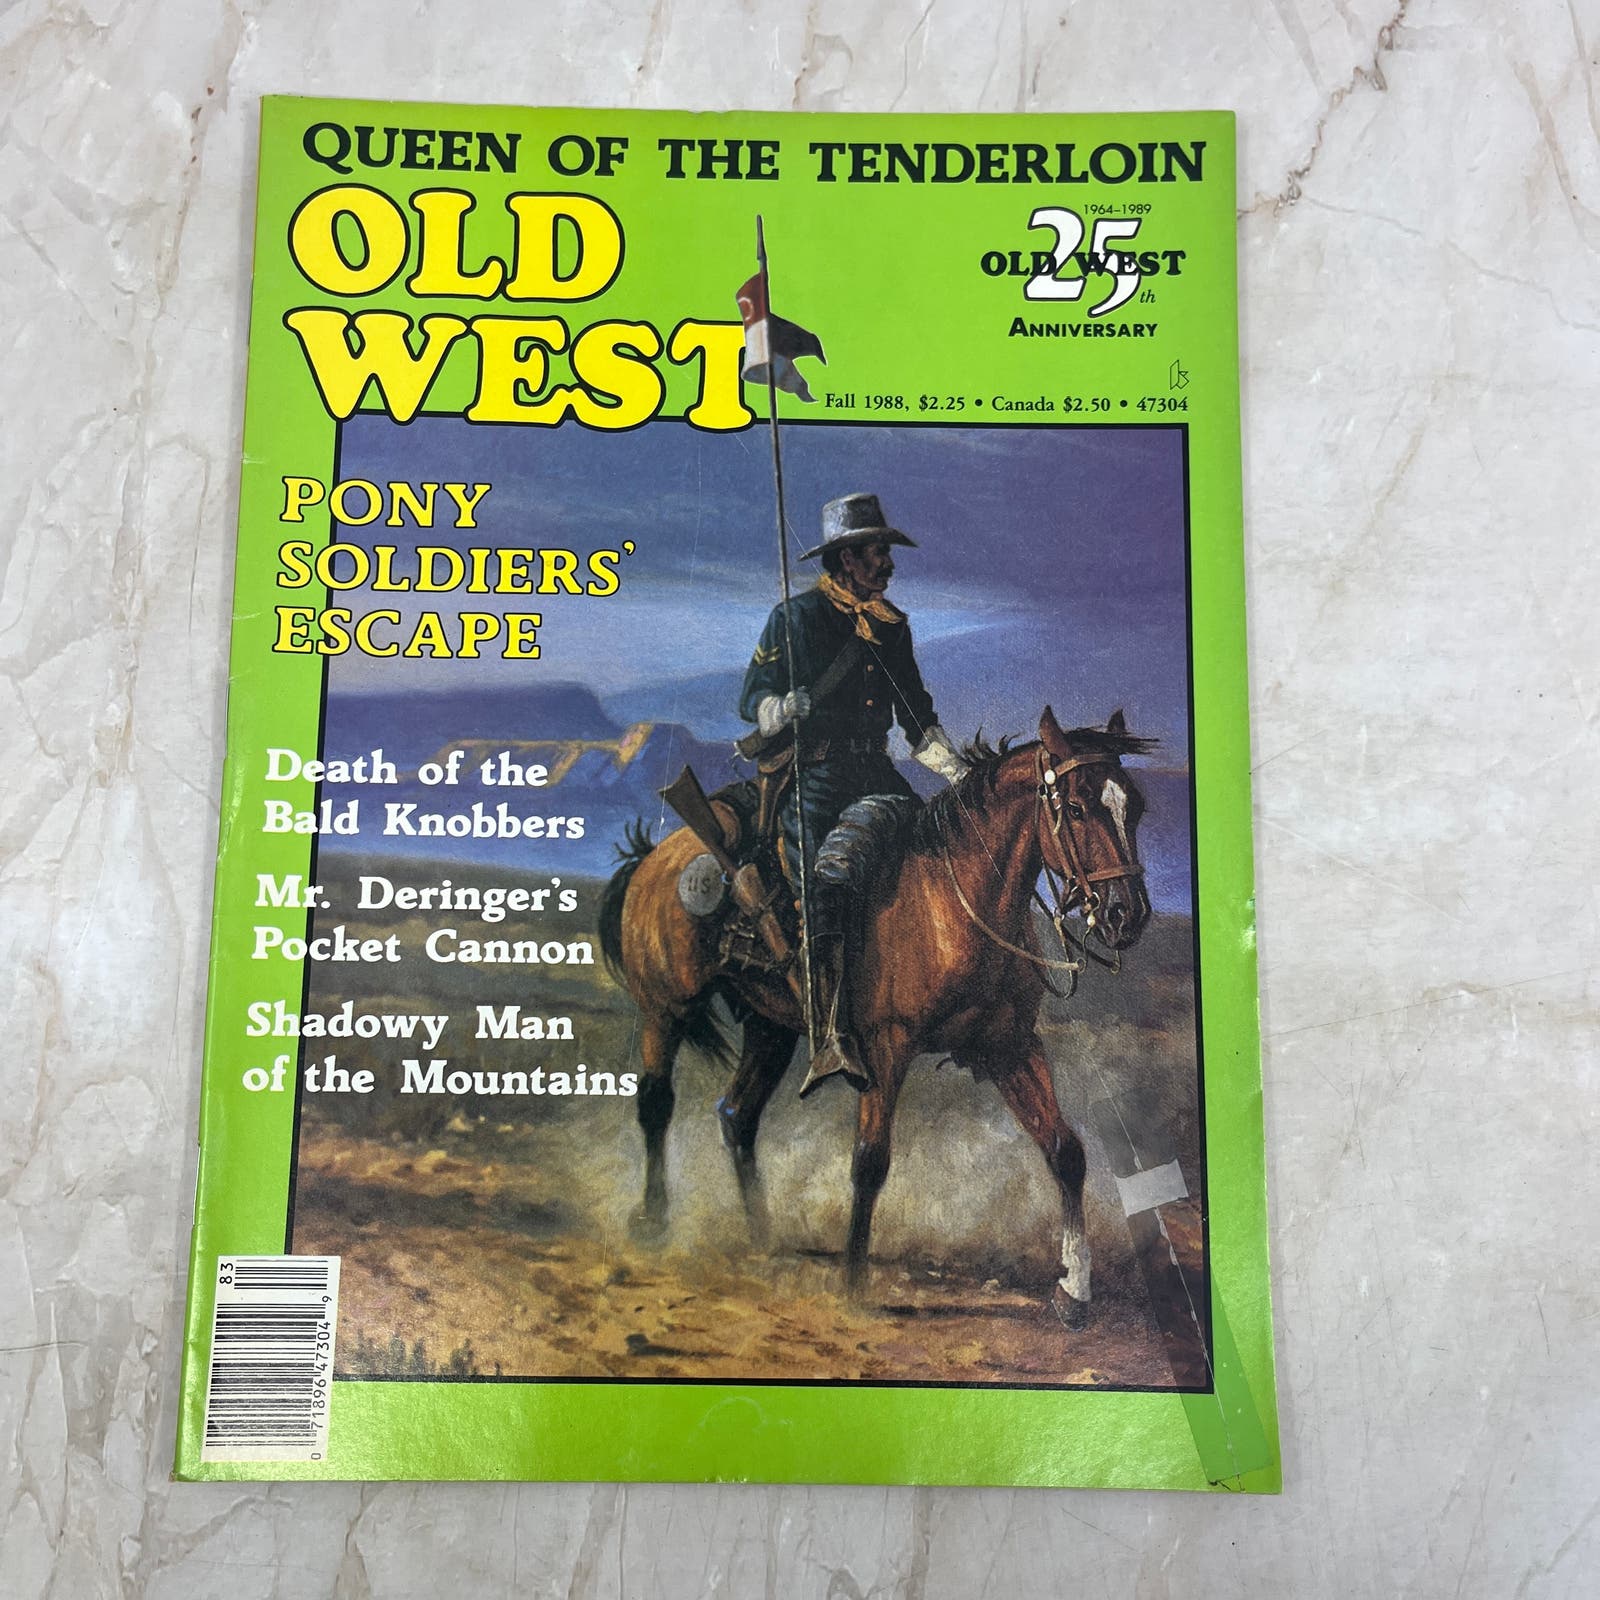 QUEEN OF THE TENDERLOIN
OLD
WEST
1964–1989
25th
OLD WEST
ANNIVERSARY
Fall 1988, $2.25 • Canada $2.50 • 47304
PONY
SOLDIERS'
ESCAPE
Death of the
Bald Knobbers
Mr. Deringer's
Pocket Cannon
Shadowy Man
of the Mountains
US
83
0 71896 47304 9